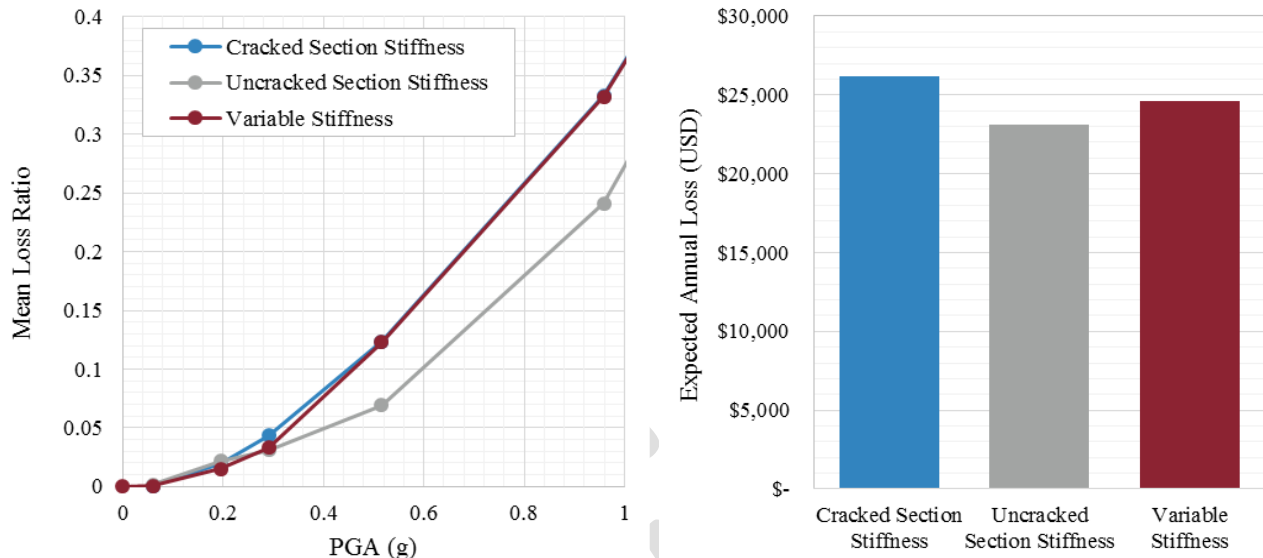 0.4
0.35
0.3
0.25
0.2
0.15
0.1
0.05
0
Mean Loss Ratio
Cracked Section Stiffness
Uncracked Section Stiffness
Variable Stiffness
0 0.2 0.4 0.6 0.8 1
PGA (g)
$30,000
$25,000
$20,000
$15,000
$10,000
$5,000
$-
Expected Annual Loss (USD)
Cracked Section
Stiffness
Uncracked
Section Stiffness
Variable
Stiffness